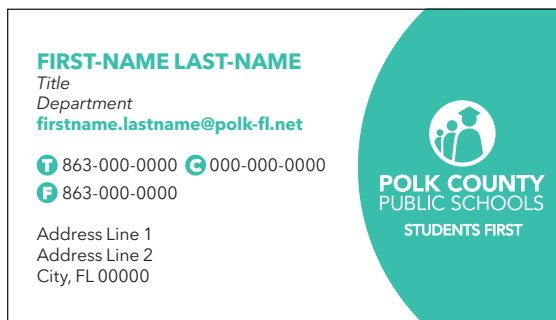 FIRST-NAME LAST-NAME
Title
Department
firstname.lastname@polk-fl.net
T 863-000-0000 C 000-000-0000
F 863-000-0000
Address Line 1
Address Line 2
City, FL 00000
POLK COUNTY
PUBLIC SCHOOLS
STUDENTS FIRST